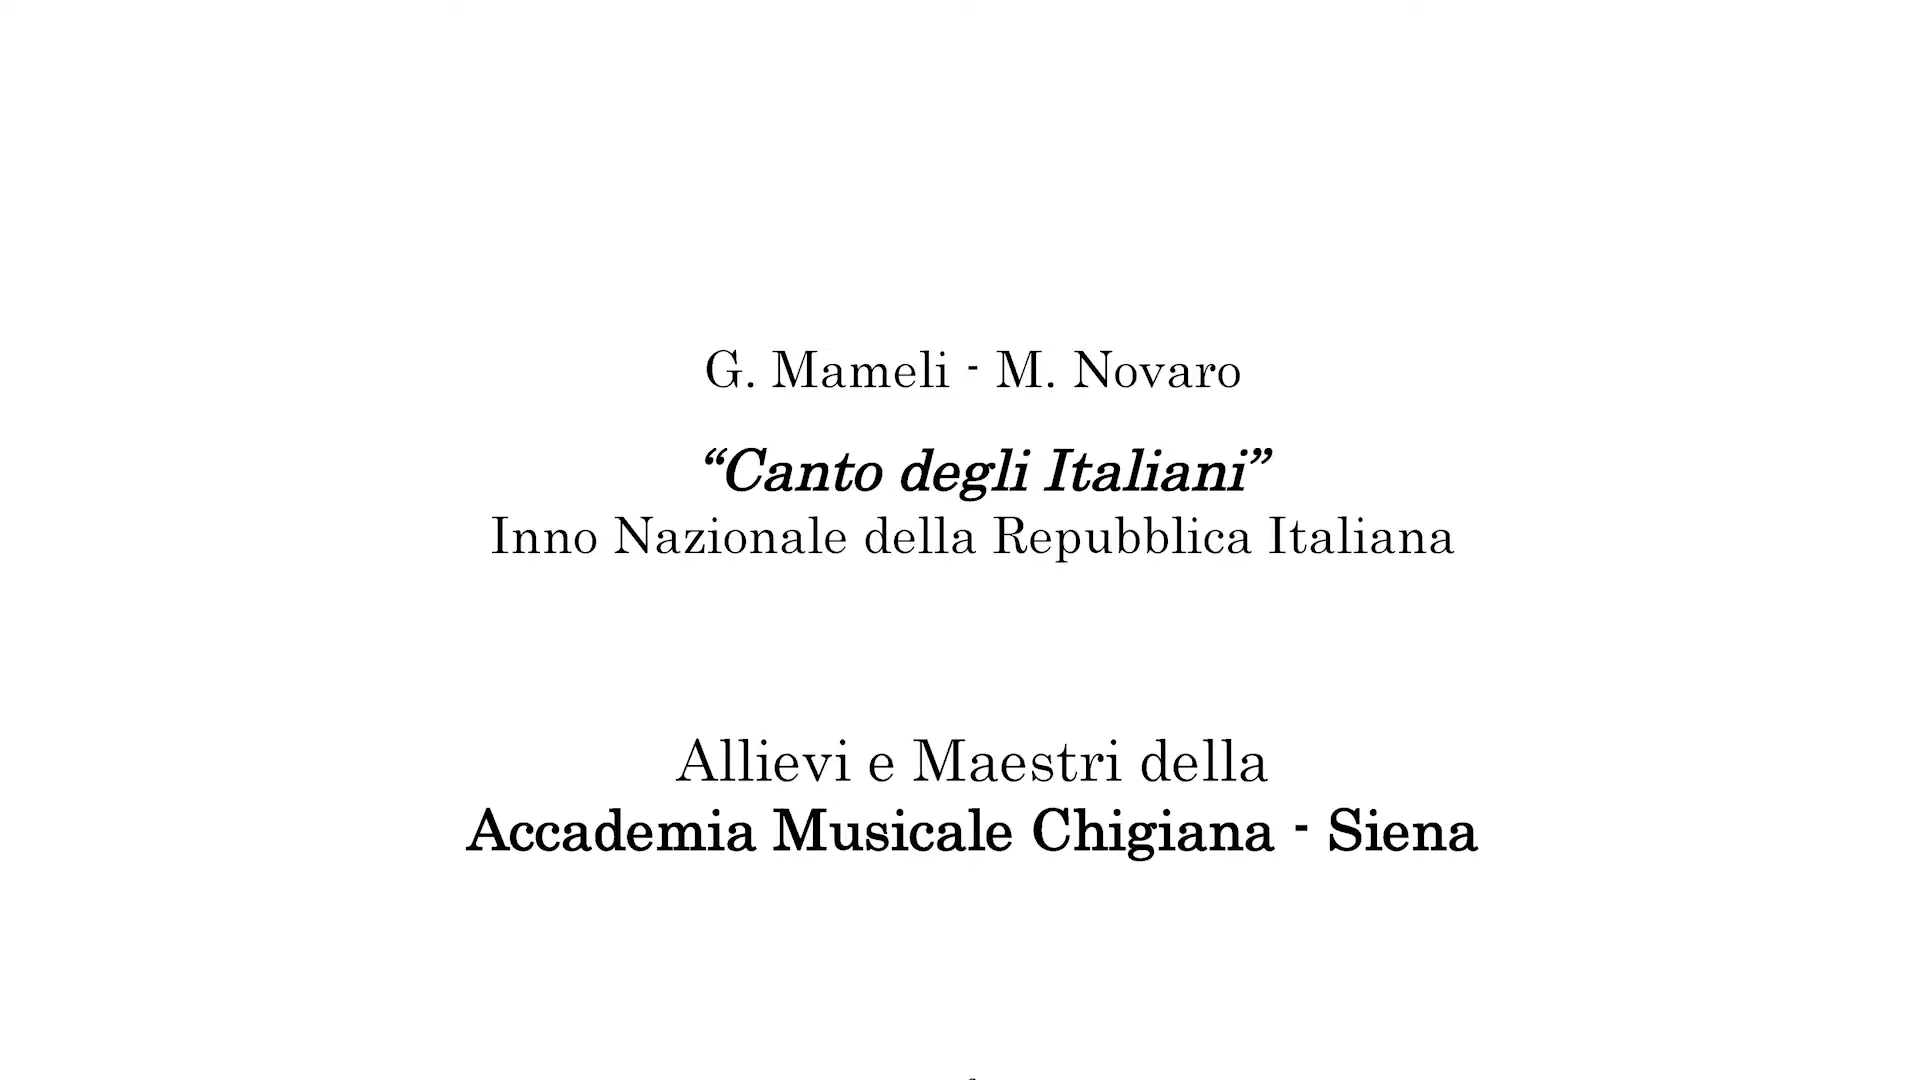 G. Mameli - M. Novaro
“Canto degli Italiani”
Inno Nazionale della Repubblica Italiana
Allievi e Maestri della
Accademia Musicale Chigiana - Siena